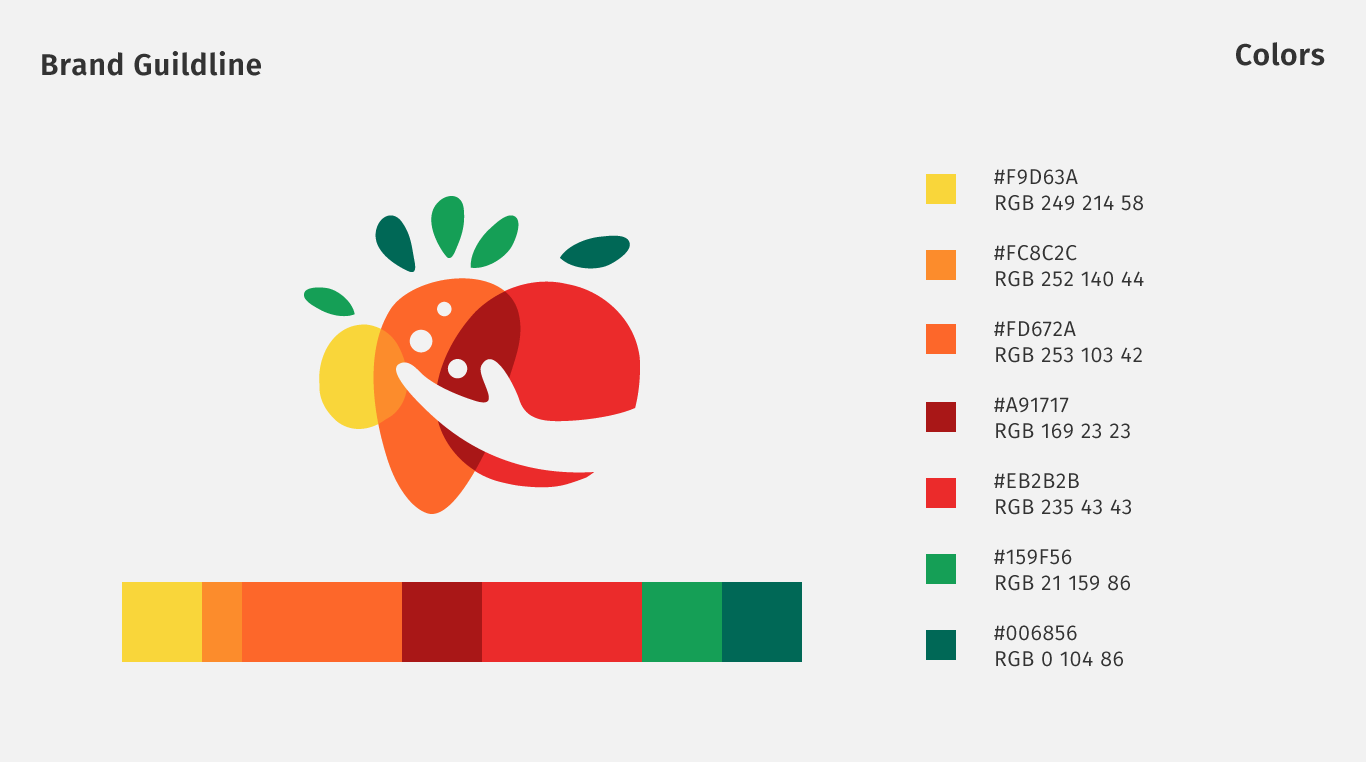 Brand Guildline
Colors
#F9D63A
RGB 249 214 58
#FC8C2C
RGB 252 140 44
#FD672A
RGB 253 103 42
#A91717
RGB 169 23 23
#EB2B2B
RGB 235 43 43
#159F56
RGB 21 159 86
#006856
RGB 0 104 86